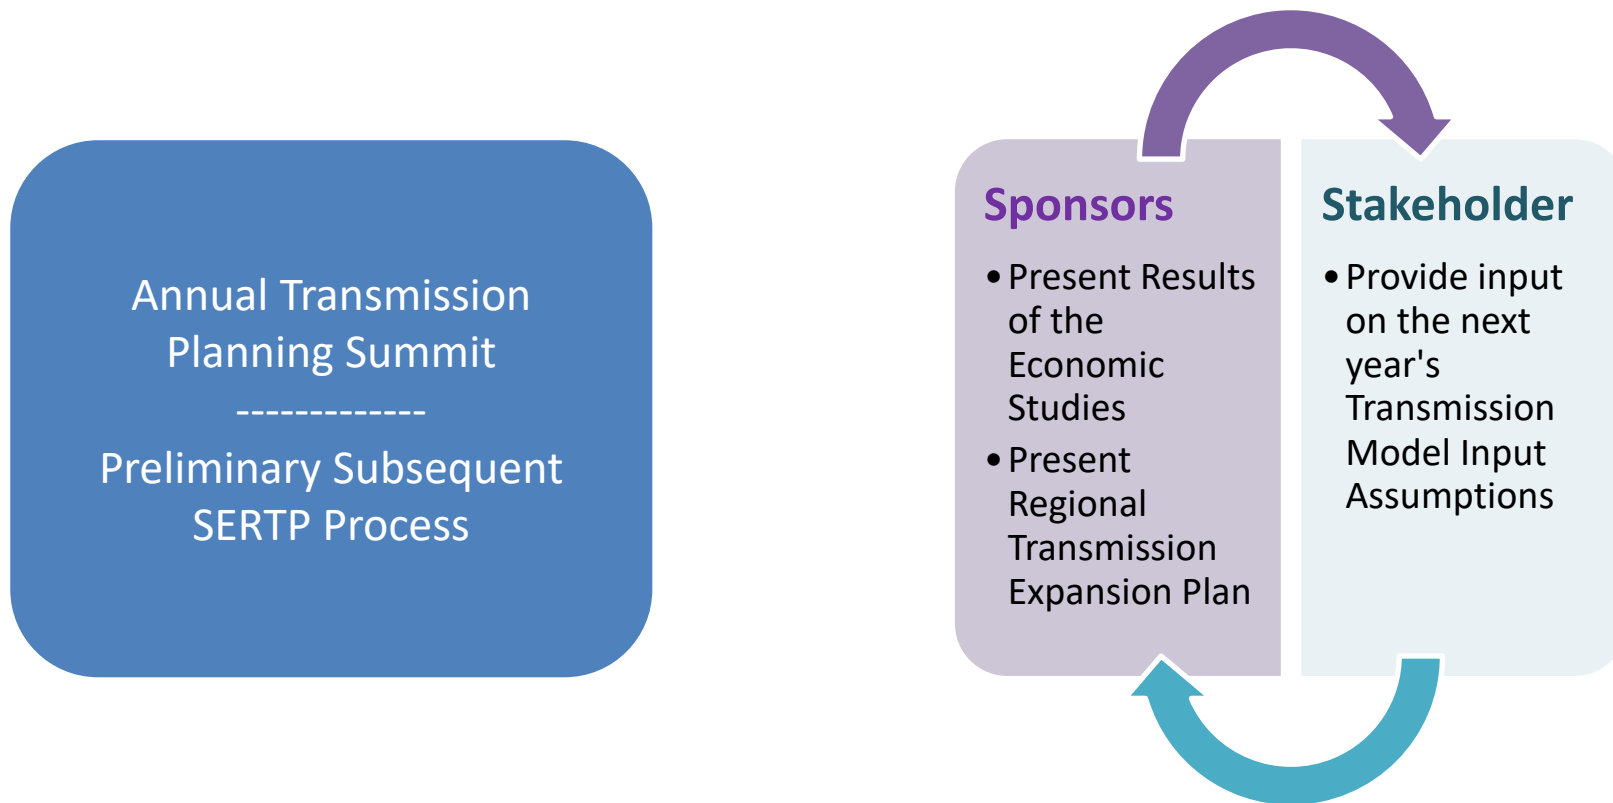 Annual Transmission
Planning Summit
-------------
Preliminary Subsequent
SERTP Process
Sponsors
•Present Results
of the
Economic
Studies
•Present
Regional
Transmission
Expansion Plan
Stakeholder
•Provide input
on the next
year's
Transmission
Model Input
Assumptions